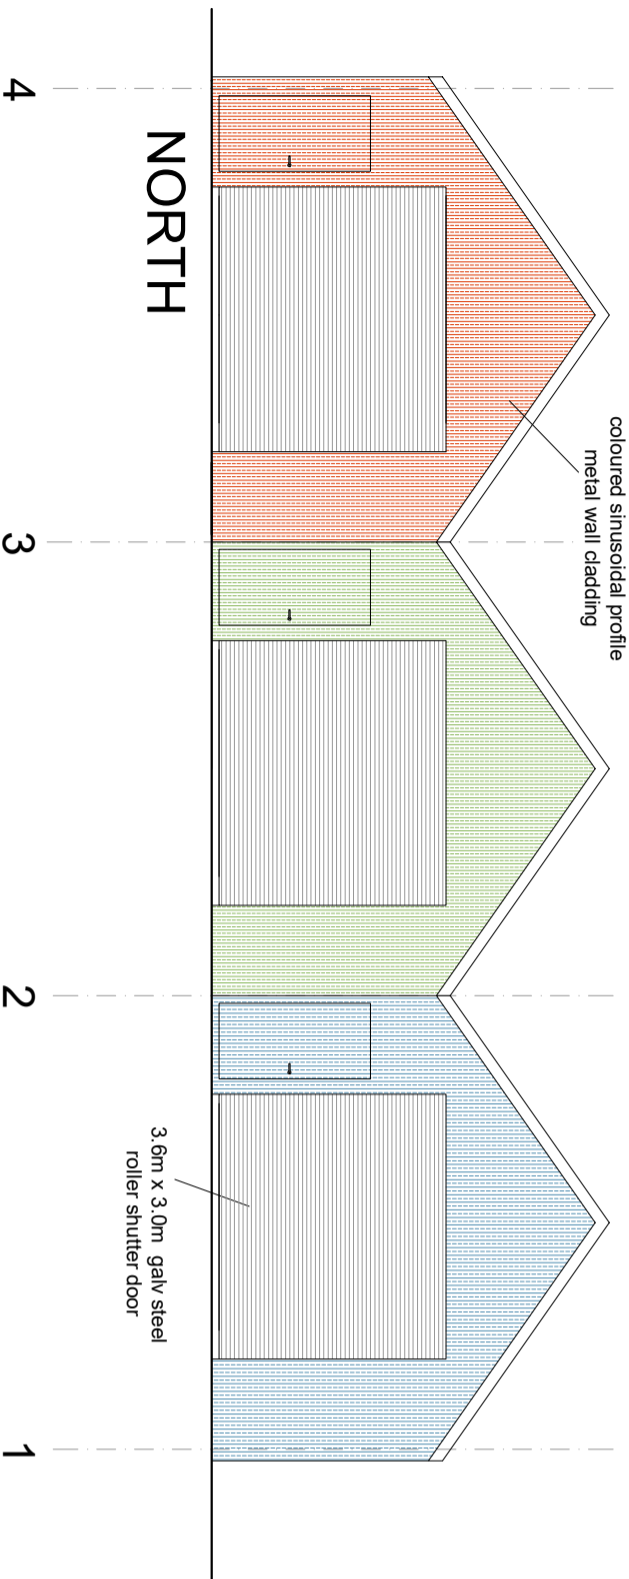 coloured sinusoidal profile
metal wall cladding
3.6m x 3.0m galv steel
roller shutter door
NORTH
4
3
2
1